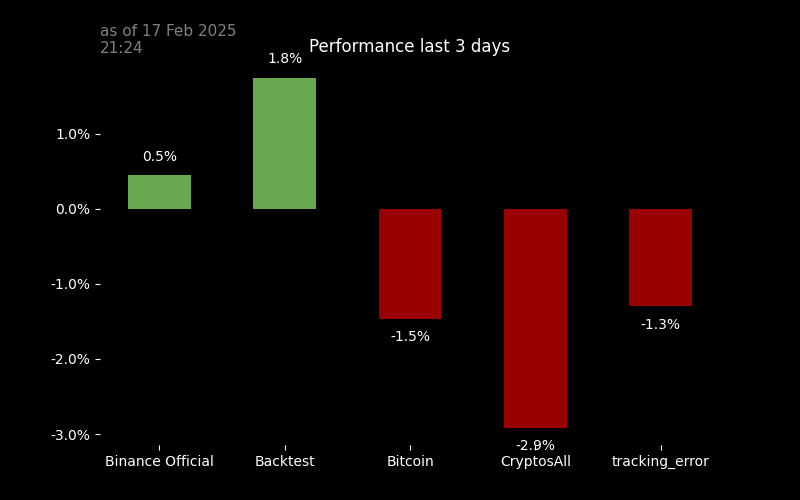 as of 17 Feb 2025
21:24
Performance last 3 days
1.8%
1.0%
0.5%
0.0%
-1.0%
-1.5%
-1.3%
-2.0%
-3.0%
-2.9%
Binance Official
Backtest
Bitcoin
CryptosAll
tracking_error